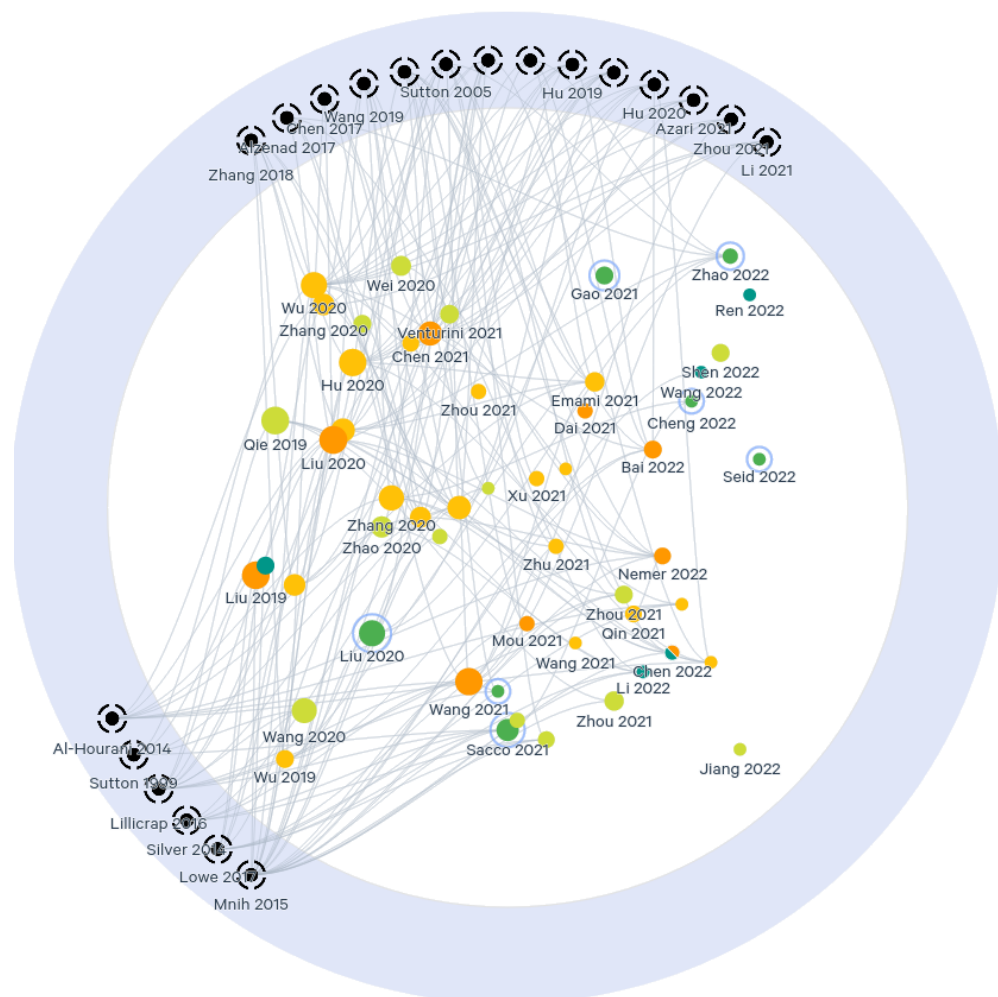 Sutton 2005
Hu 2019
Wang 2019
Hu 2020
Chen 2017
Azari 2021
Alzenad 2017
Zhou 2021
Li 2021
Zhang 2018
Zhao 2022
Wei 2020
Gao 2021
Wu 2020
Ren 2022
Zhang 2020
Venturini 2021
Chen 2021
Shen 2022
Hu 2020
Wang 2022
Emami 2021
Zhou 2021
Cheng 2022
Dai 2021
Qie 2019
Liu 2020
Bai 2022
Seid 2022
Xu 2021
Zhang 2020
Zhao 2020
Zhu 2021
Nemer 2022
Liu 2019
Zhou 2021
Qin 2021
Mou 2021
Liu 2020
Wang 2021
Chen 2022
Li 2022
Wang 2021
Zhou 2021
Wang 2020
Al-Hourani 2014
Sacco 2021
Jiang 2022
Wu 2019
Sutton 1999
Lillicrap 2016
Silver 2014
Lowe 2017
Mnih 2015